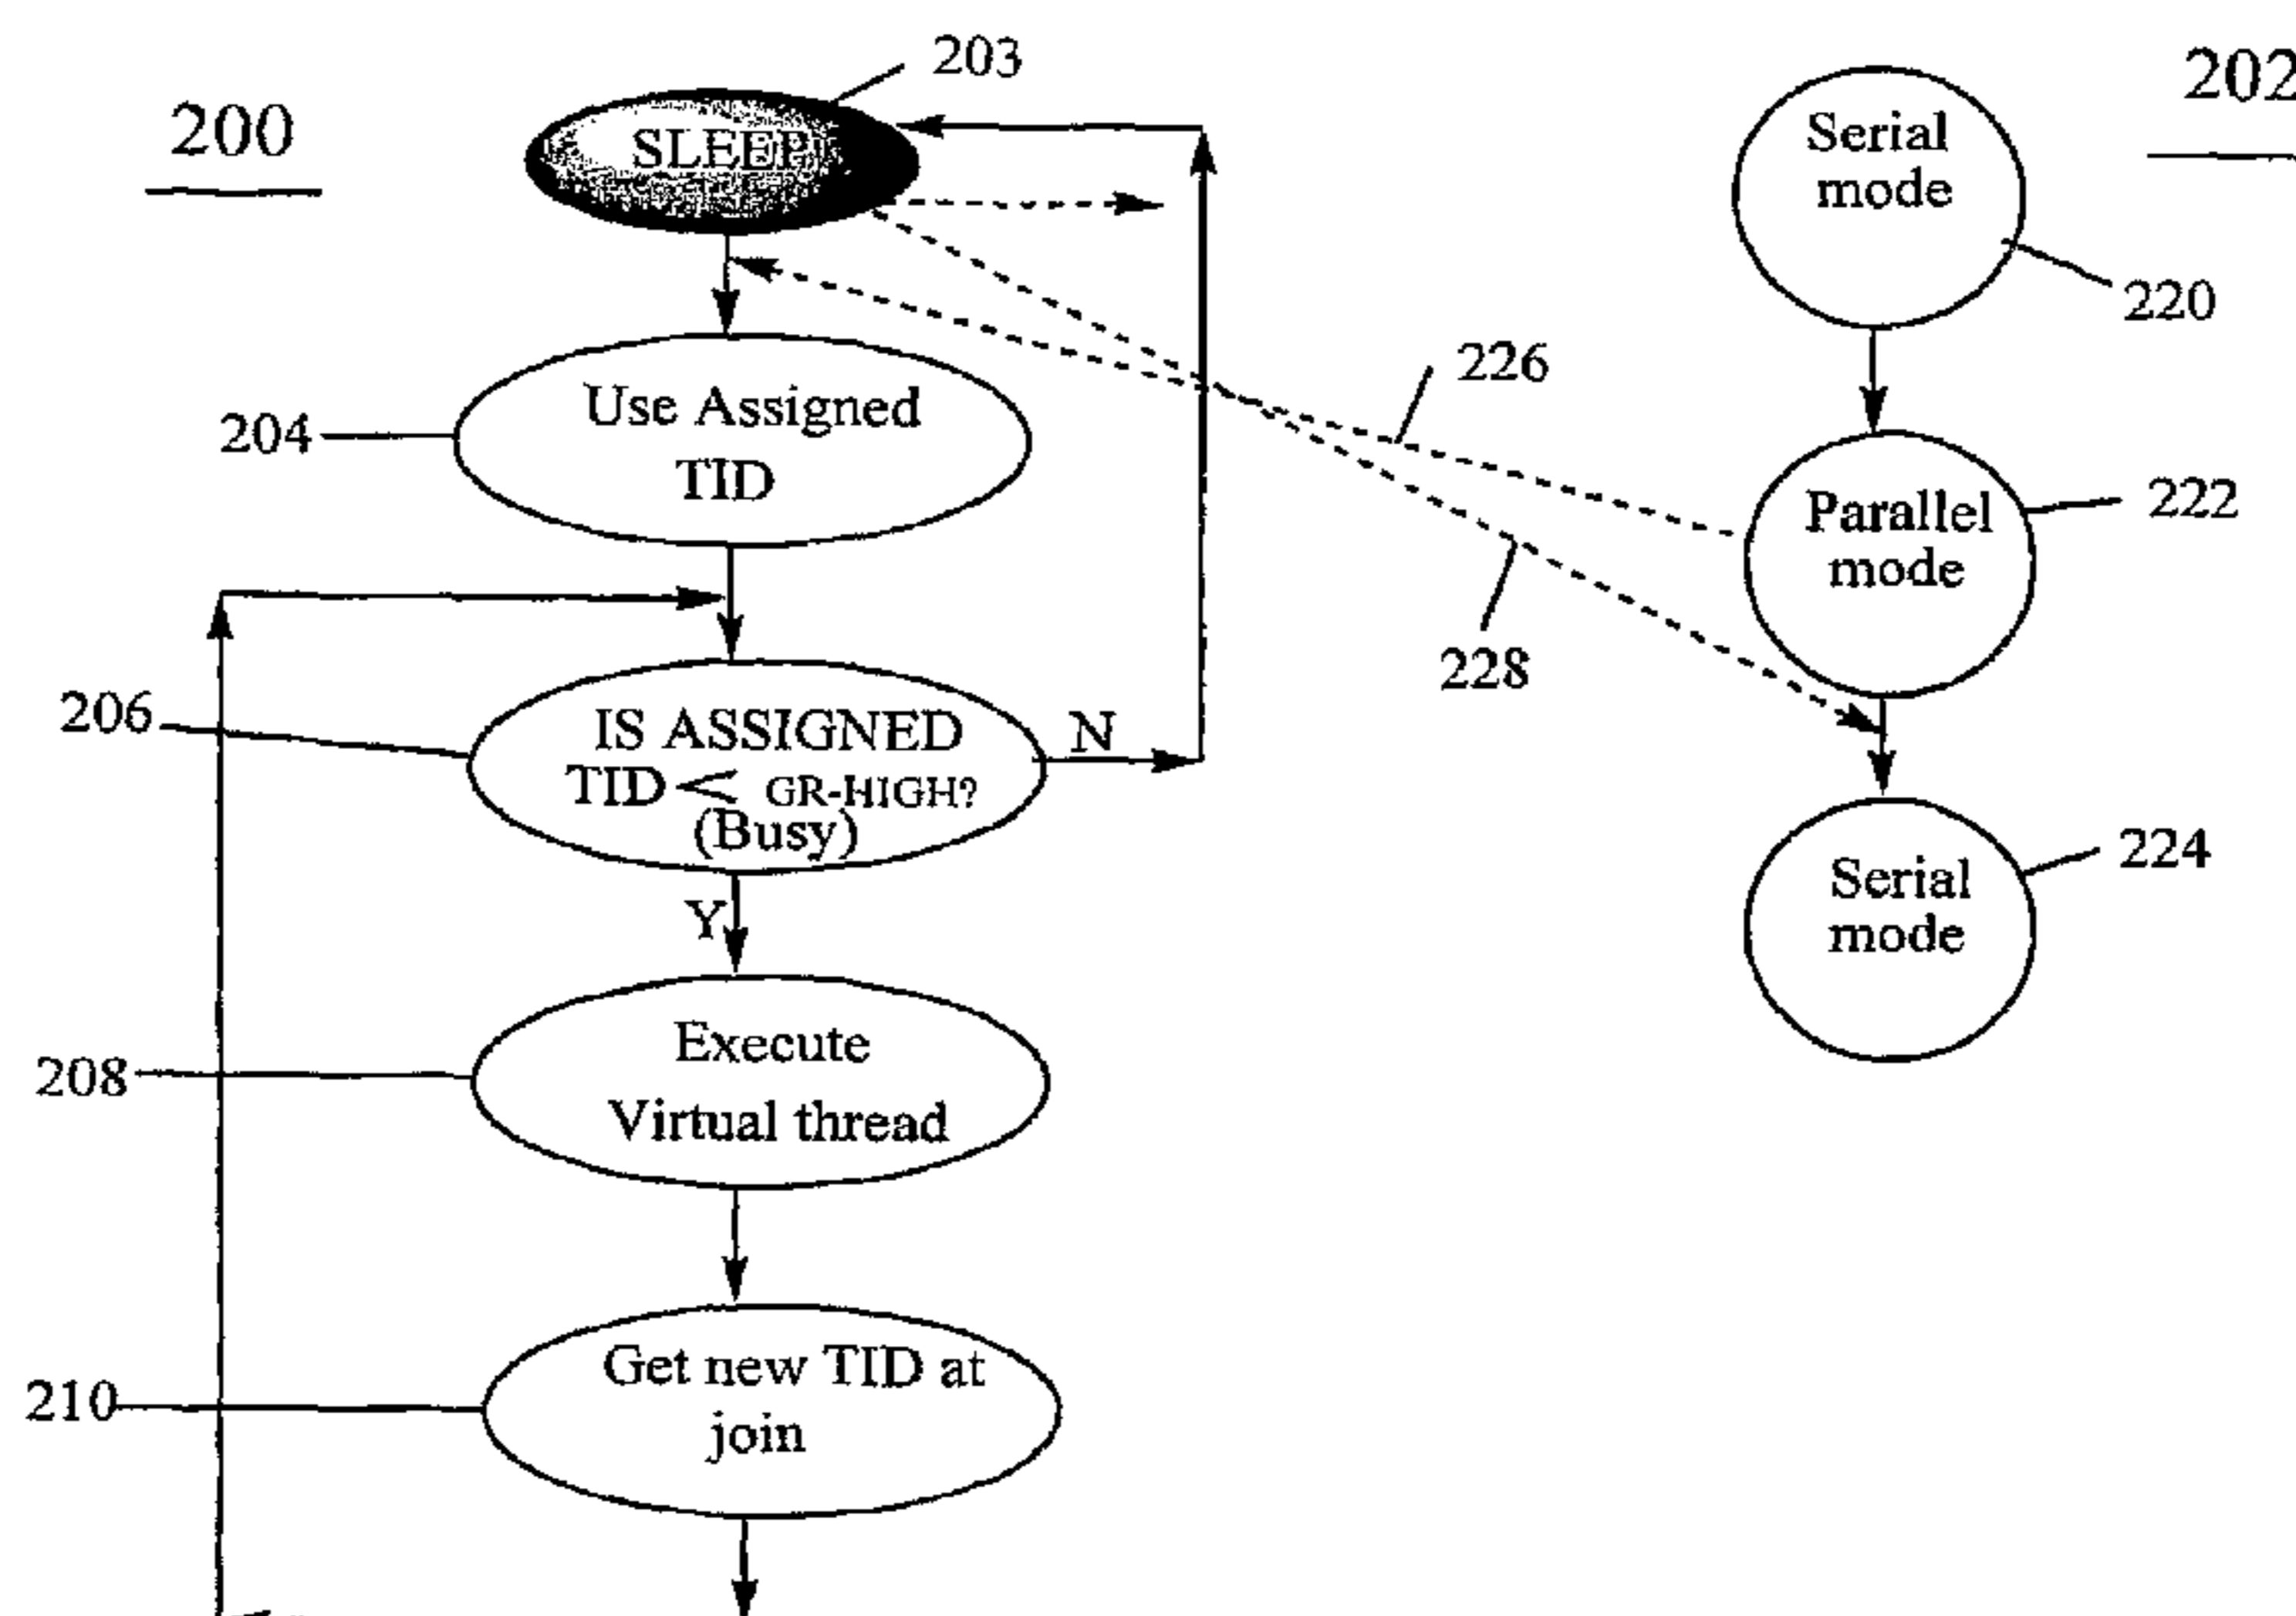 203
200
SLEEP
202
Serial
mode
220
226
Use Assigned
TID
204
222
Parallel
mode
228
206
IS ASSIGNED
TID < GR-HIGH?
(Busy)
N
224
Serial
mode
Y
208
Execute
Virtual thread
210
Get new TID at
join